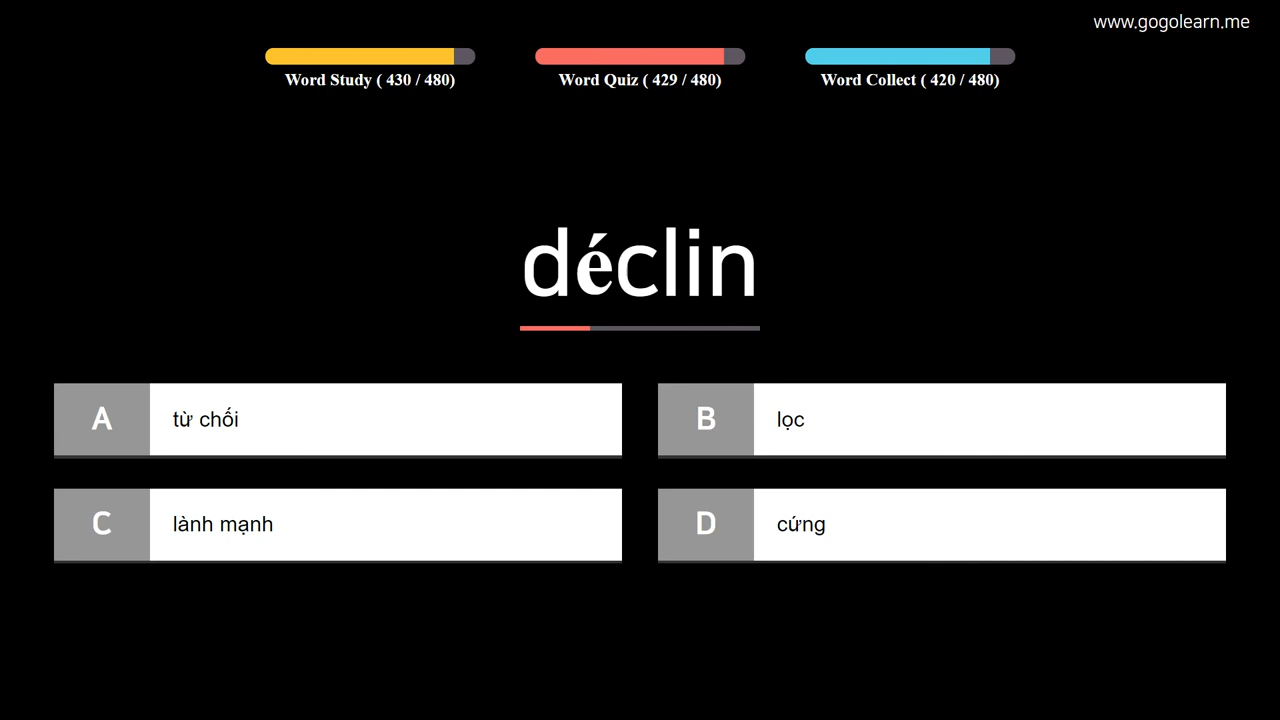 www.gogolearn.me
Word Study ( 430 / 480)
Word Quiz ( 429 / 480)
Word Collect ( 420 / 480)
déclin
A
từ chối
B
lọc
C
lành mạnh
D
cứng